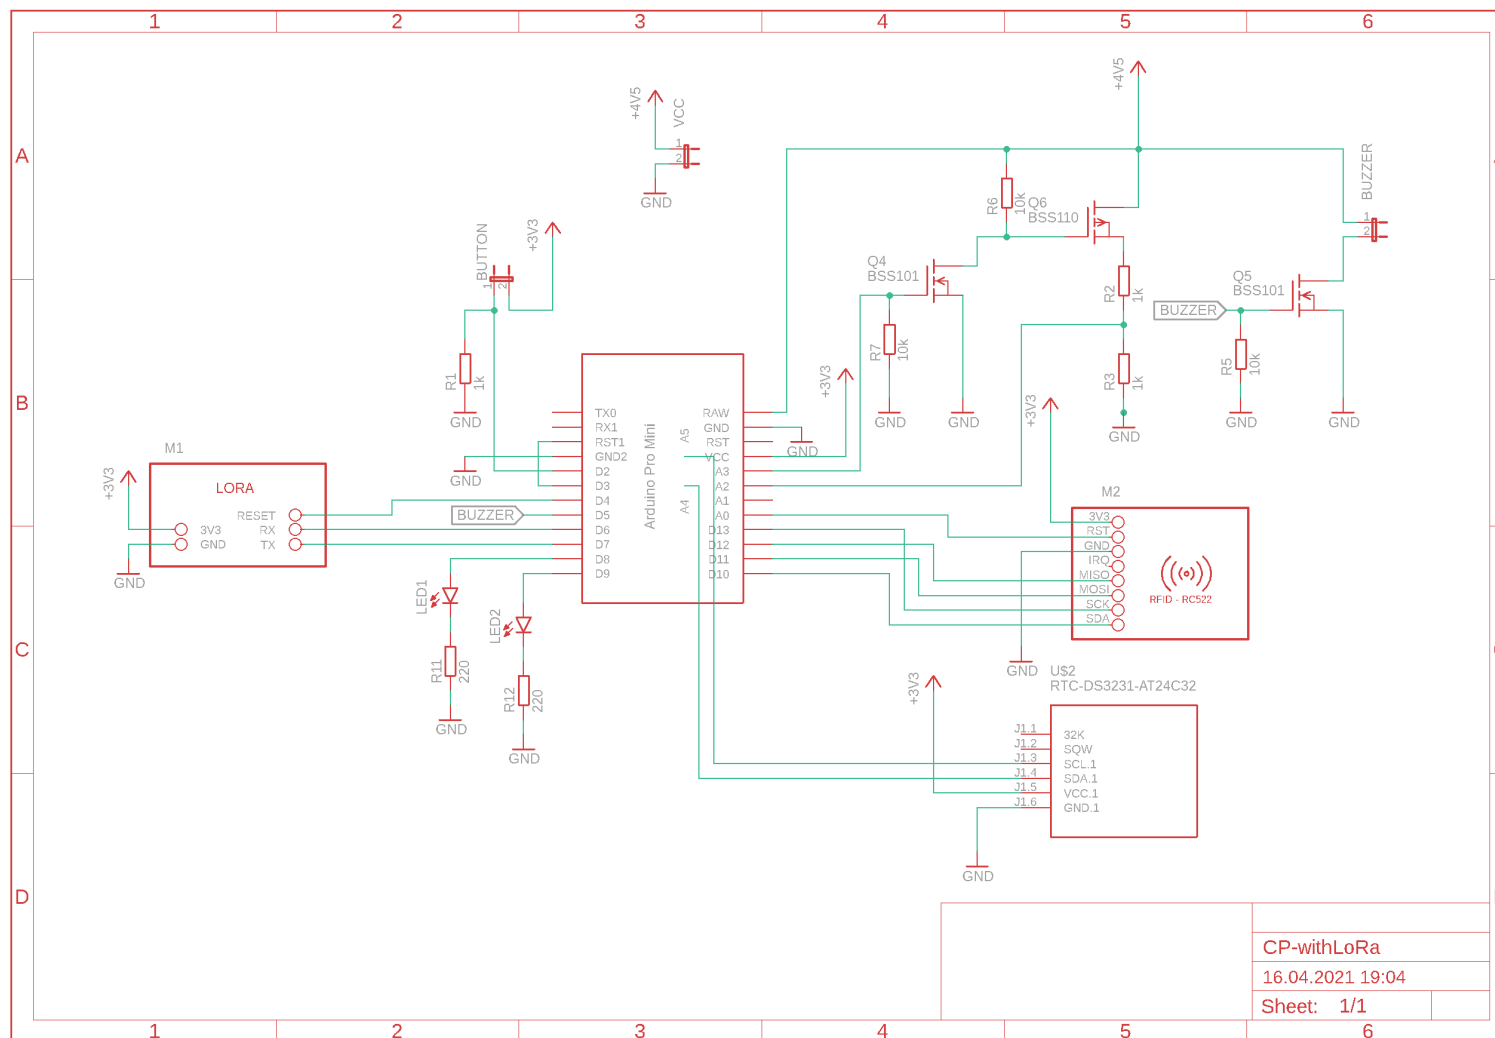 1 2 3 4 5 6
A
B
C
D
+4V5
VCC
1
2
GND
+4V5
BUZZER
1
2
R6
10k
Q6
BSS110
BUTTON
1
2
+3V3
Q4
BSS101
R2
1k
Q5
BSS101
BUZZER
R1
1k
GND
R7
10k
GND
GND
R3
1k
GND
R5
10k
GND
GND
+3V3
+3V3
Arduino Pro Mini
A5
A4
TX0
RX1
RST1
GND2
D2
D3
D4
D5
D6
D7
D8
D9
RAW
GND
RST
VCC
A3
A2
A1
A0
D13
D12
D11
D10
GND
GND
BUZZER
M1
LORA
+3V3
3V3
GND
RESET
RX
TX
GND
LED1
R11
220
GND
LED2
R12
220
GND
M2
3V3
RST
GND
IRQ
MISO
MOSI
SCK
SDA
RFID - RC522
GND
U$2
RTC-DS3231-AT24C32
+3V3
J1.1 32K
J1.2 SQW
J1.3 SCL.1
J1.4 SDA.1
J1.5 VCC.1
J1.6 GND.1
GND
CP-withLoRa
16.04.2021 19:04
Sheet: 1/1
1 2 3 4 5 6